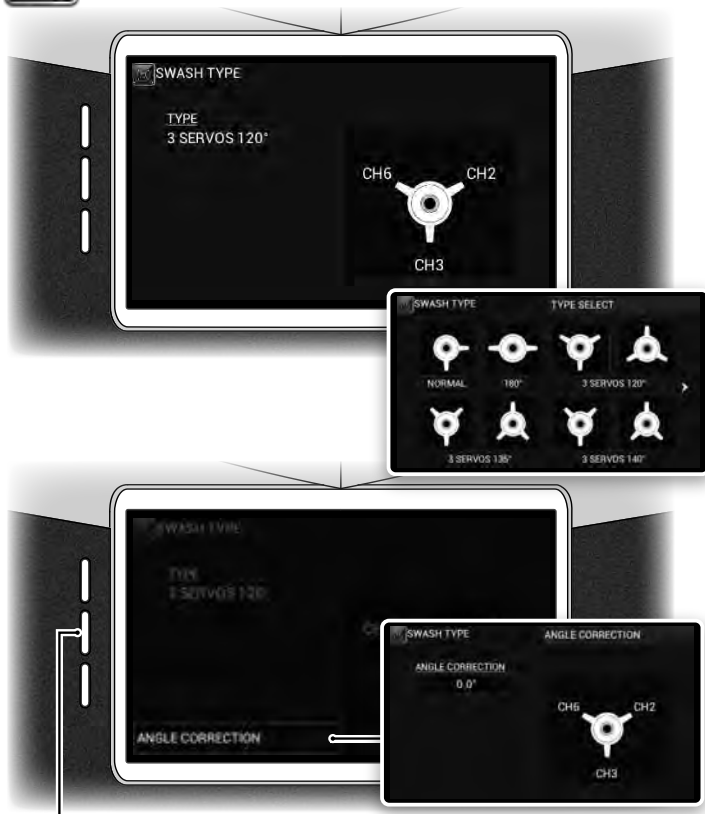 SWASH TYPE
TYPE
3 SERVOS 120°
CH6 CH2
CH3
SWASH TYPE TYPE SELECT
NORMAL 180° 3 SERVOS 120°
3 SERVOS 135° 3 SERVOS 140°
SWASH TYPE
TYPE
3 SERVOS 120°
ANGLE CORRECTION
SWASH TYPE ANGLE CORRECTION
ANGLE CORRECTION
0.0°
CH6 CH2
CH3